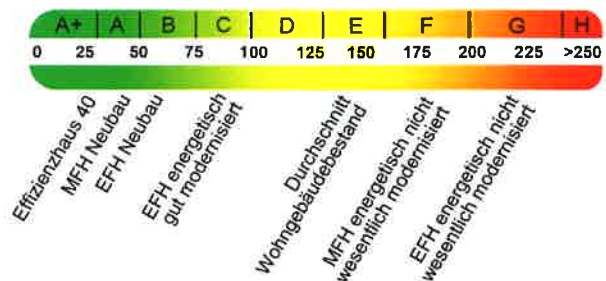 A+ A B C D E F G H
0 25 50 75 100 125 150 175 200 225 >250
Effizienzhaus 40
MFH Neubau
EFH Neubau
EFH energetisch
gut modernisiert
Durchschnitt
Wohngebäudebestand
MFH energetisch nicht
wesentlich modernisiert
EFH energetisch nicht
wesentlich modernisiert